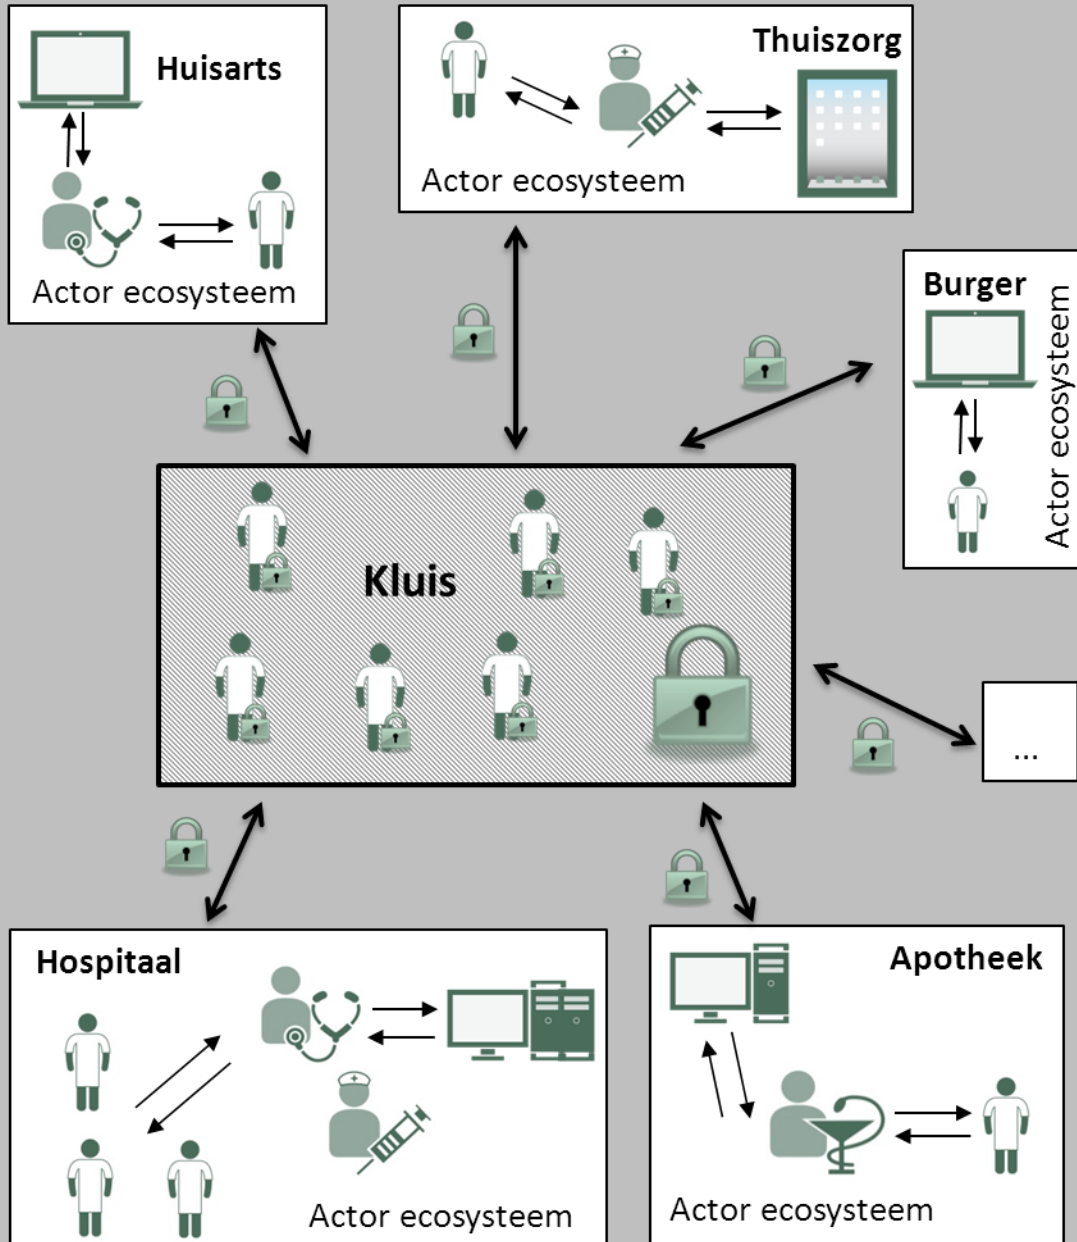 Huisarts
Actor ecosysteem
Thuiszorg
Actor ecosysteem
Burger
Actor ecosysteem
Kluis
...
Hospitaal
Actor ecosysteem
Apotheek
Actor ecosysteem